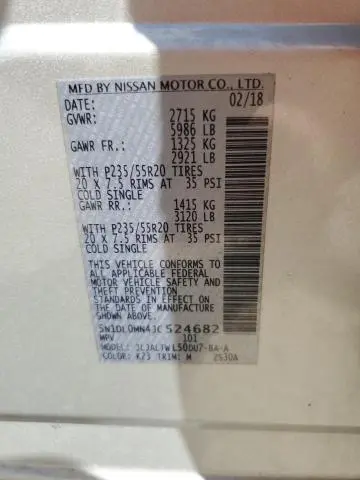 MFD BY NISSAN MOTOR CO., LTD.
DATE: 02/18
GVWR: 2715 KG
5986 LB
GAWR FR.: 1325 KG
2921 LB
WITH P235/55R20 TIRES
20 X 7.5 RIMS AT 35 PSI
COLD SINGLE
GAWR RR.: 1415 KG
3120 LB
WITH P235/55R20 TIRES
20 X 7.5 RIMS AT 35 PSI
COLD SINGLE
THIS VEHICLE CONFORMS TO
ALL APPLICABLE FEDERAL
MOTOR VEHICLE SAFETY AND
THEFT PREVENTION
STANDARDS IN EFFECT ON
THE DATE OF MANUFACTURE
SHOWN ABOVE.
5N1DL0MN4JC524682
MPV 101
MODEL:
COLOR: K23 TRIM: M